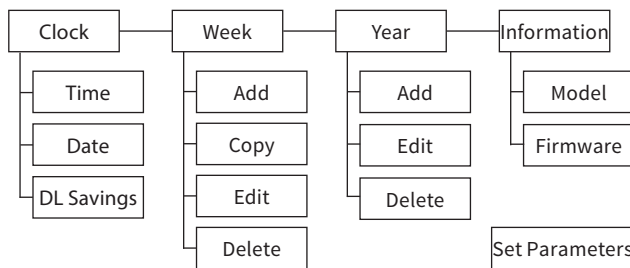 Clock
Week
Year
Information
Time
Add
Add
Model
Date
Copy
Edit
Firmware
DL Savings
Edit
Delete
Delete
Set Parameters